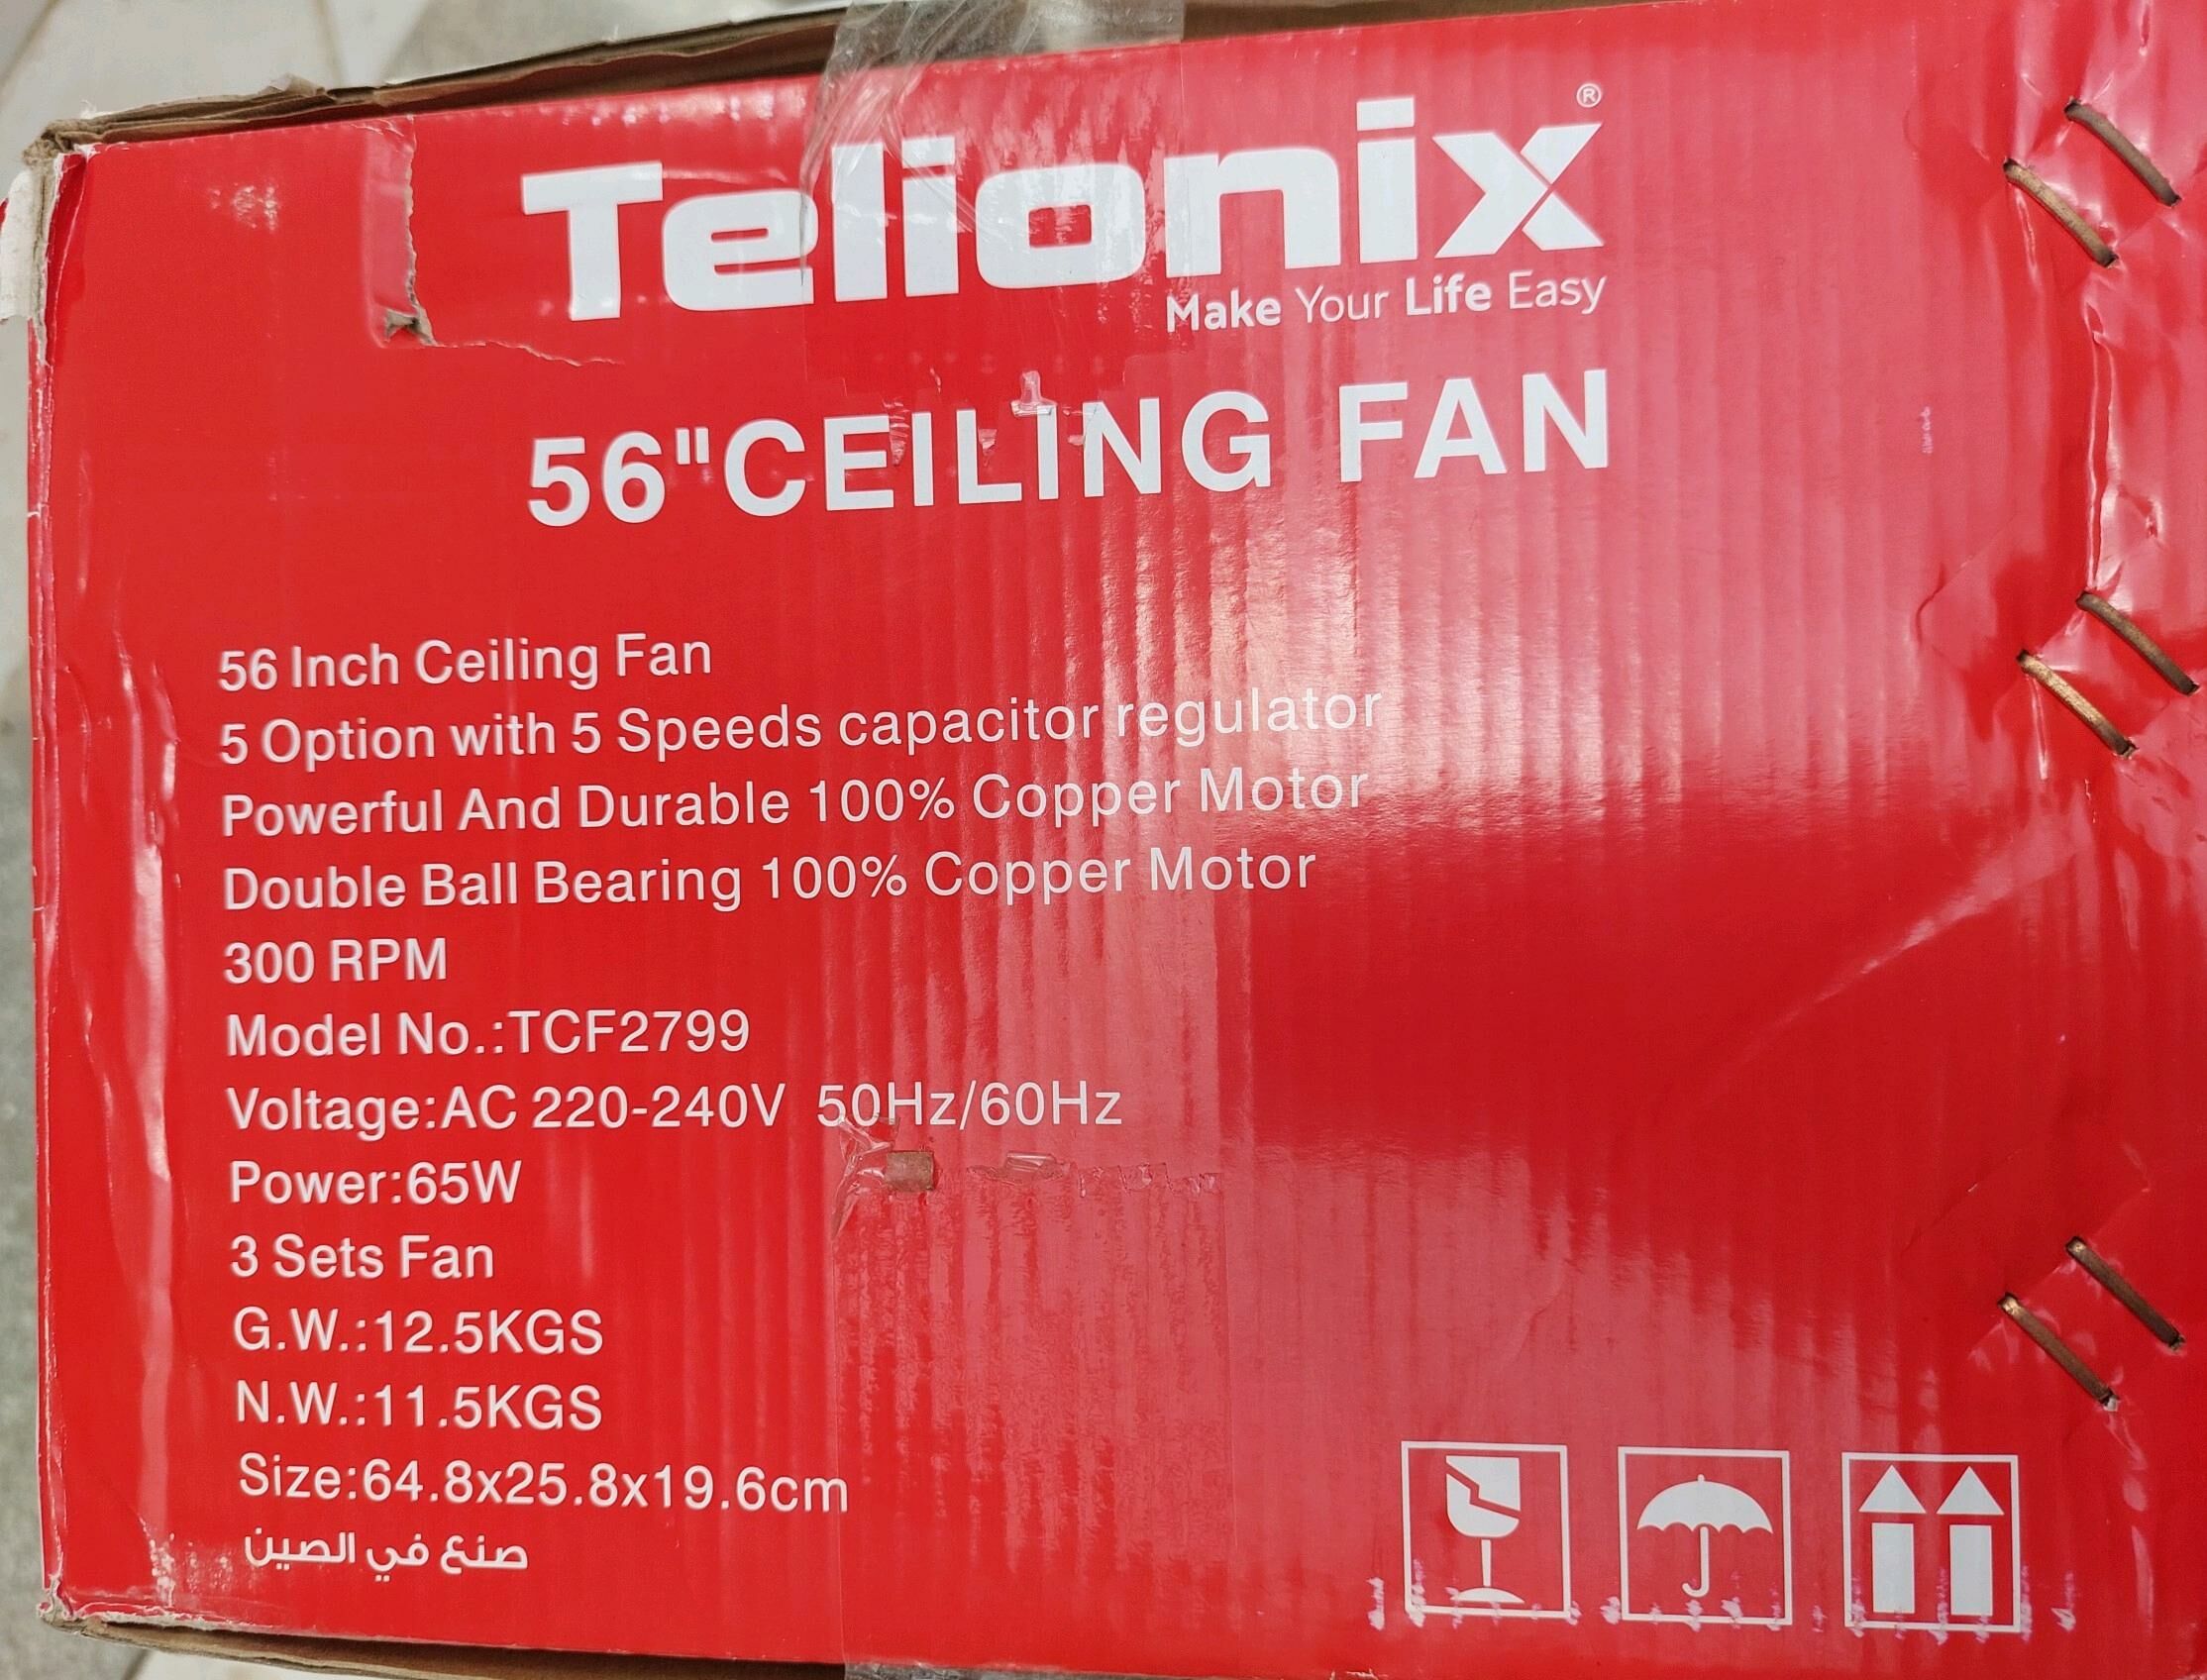 Telionix®
Make Your Life Easy
56"CEILING FAN
56 Inch Ceiling Fan
5 Option with 5 Speeds capacitor regulator
Powerful And Durable 100% Copper Motor
Double Ball Bearing 100% Copper Motor
300 RPM
Model No.:TCF2799
Voltage:AC 220-240V 50Hz/60Hz
Power:65W
3 Sets Fan
G.W.:12.5KGS
N.W.:11.5KGS
Size:64.8x25.8x19.6cm
صنع في الصين